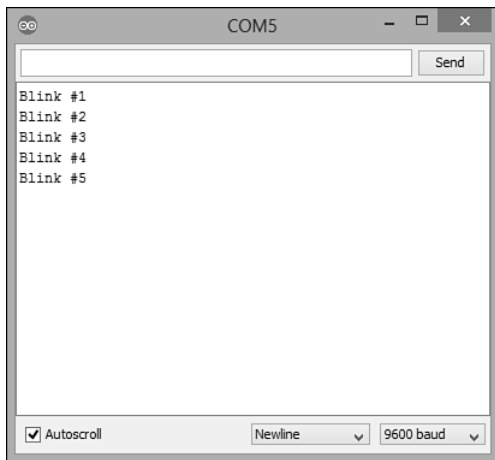 COM5
Send
Blink #1
Blink #2
Blink #3
Blink #4
Blink #5
Autoscroll
Newline
9600 baud